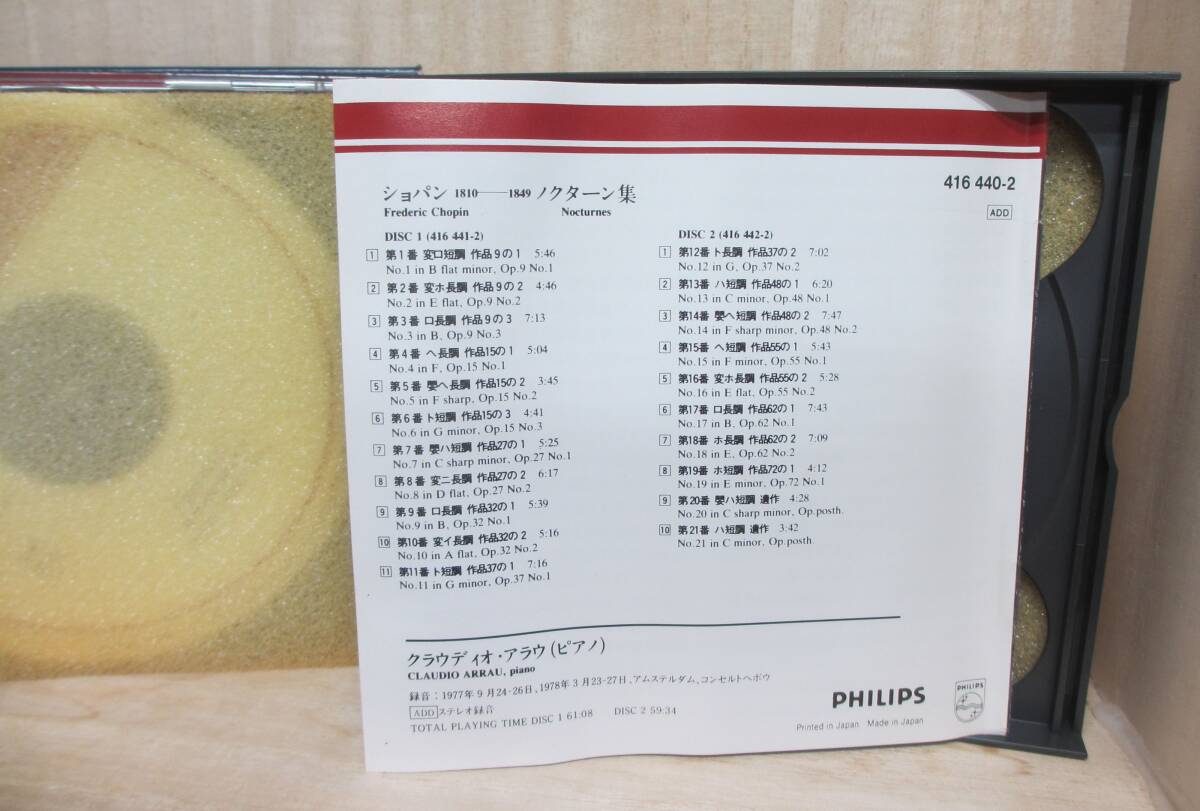 ショパン 1810――1849 ノクターン集
Frederic Chopin Nocturnes
416 440-2
ADD
DISC 1 (416 441-2)
1 第1番 変ロ短調 作品9の1 5:46
No.1 in B flat minor, Op.9 No.1
2 第2番 変ホ長調 作品9の2 4:46
No.2 in E flat, Op.9 No.2
3 第3番 ロ長調 作品9の3 7:13
No.3 in B, Op.9 No.3
4 第4番 ヘ長調 作品15の1 5:04
No.4 in F, Op.15 No.1
5 第5番 嬰ヘ長調 作品15の2 3:45
No.5 in F sharp, Op.15 No.2
6 第6番 ト短調 作品15の3 4:41
No.6 in G minor, Op.15 No.3
7 第7番 嬰ハ短調 作品27の1 5:25
No.7 in C sharp minor, Op.27 No.1
8 第8番 変ニ長調 作品27の2 6:17
No.8 in D flat, Op.27 No.2
9 第9番 ロ長調 作品32の1 5:39
No.9 in B, Op.32 No.1
10 第10番 変イ長調 作品32の2 5:16
No.10 in A flat, Op.32 No.2
11 第11番 ト短調 作品37の1 7:16
No.11 in G minor, Op.37 No.1
DISC 2 (416 442-2)
1 第12番 ト長調 作品37の2 7:02
No.12 in G, Op.37 No.2
2 第13番 ハ短調 作品48の1 6:20
No.13 in C minor, Op.48 No.1
3 第14番 嬰ヘ短調 作品48の2 7:47
No.14 in F sharp minor, Op.48 No.2
4 第15番 ヘ短調 作品55の1 5:43
No.15 in F minor, Op.55 No.1
5 第16番 変ホ長調 作品55の2 5:28
No.16 in E flat, Op.55 No.2
6 第17番 ロ長調 作品62の1 7:43
No.17 in B, Op.62 No.1
7 第18番 ホ長調 作品62の2 7:09
No.18 in E, Op.62 No.2
8 第19番 ホ短調 作品72の1 4:12
No.19 in E minor, Op.72 No.1
9 第20番 嬰ハ短調 遺作 4:28
No.20 in C sharp minor, Op.posth.
10 第21番 ハ短調 遺作 3:42
No.21 in C minor, Op.posth.
クラウディオ・アラウ(ピアノ)
CLAUDIO ARRAU, piano
録音:1977年9月24-26日、1978年3月23-27日、アムステルダム、コンセルトヘボウ
ADD ステレオ録音
TOTAL PLAYING TIME DISC 1 61:08 DISC 2 59:34
PHILIPS
PHILIPS
Printed in Japan Made in Japan